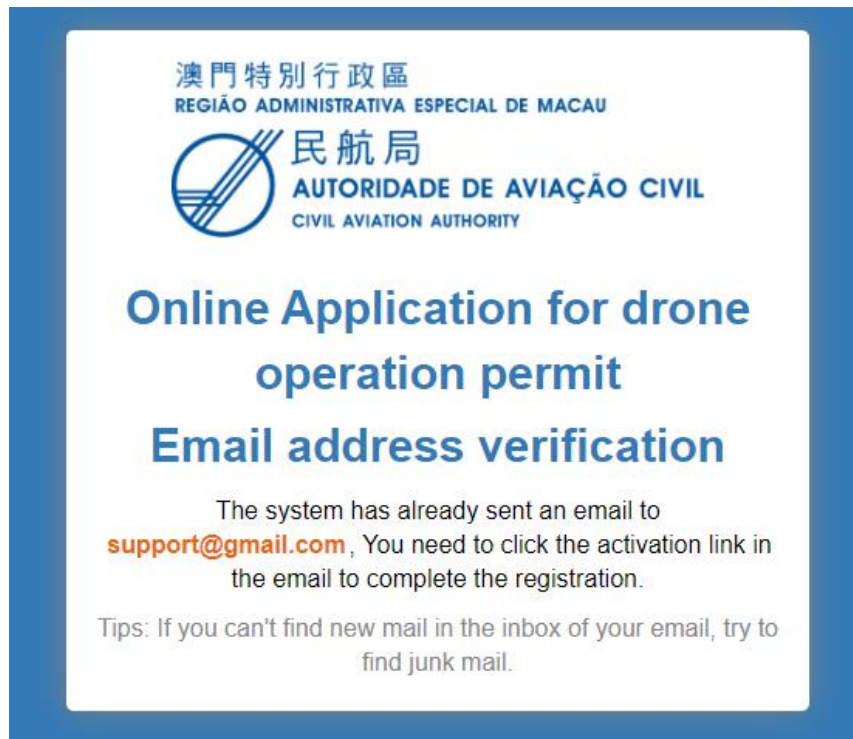 澳門特別行政區
REGIÃO ADMINISTRATIVA ESPECIAL DE MACAU
民航局
AUTORIDADE DE AVIAÇÃO CIVIL
CIVIL AVIATION AUTHORITY
Online Application for drone
operation permit
Email address verification
The system has already sent an email to
support@gmail.com , You need to click the activation link in
the email to complete the registration.
Tips: If you can't find new mail in the inbox of your email, try to
find junk mail.